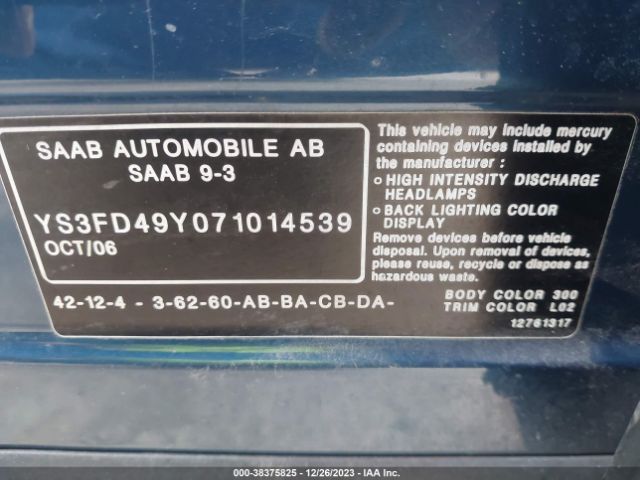 SAAB AUTOMOBILE AB
SAAB 9-3
YS3FD49Y071014539
OCT/06
42-12-4 - 3-62-60-AB-BA-CB-DA-
This vehicle may include mercury
containing devices installed by
the manufacturer :
o HIGH INTENSITY DISCHARGE
HEADLAMPS
o BACK LIGHTING COLOR
DISPLAY
Remove devices before vehicle
disposal. Upon removal of devices,
please reuse, recycle or dispose as
hazardous waste.
BODY COLOR 300
TRIM COLOR L02
12761317
000-38375825 - 12/26/2023 - IAA Inc.